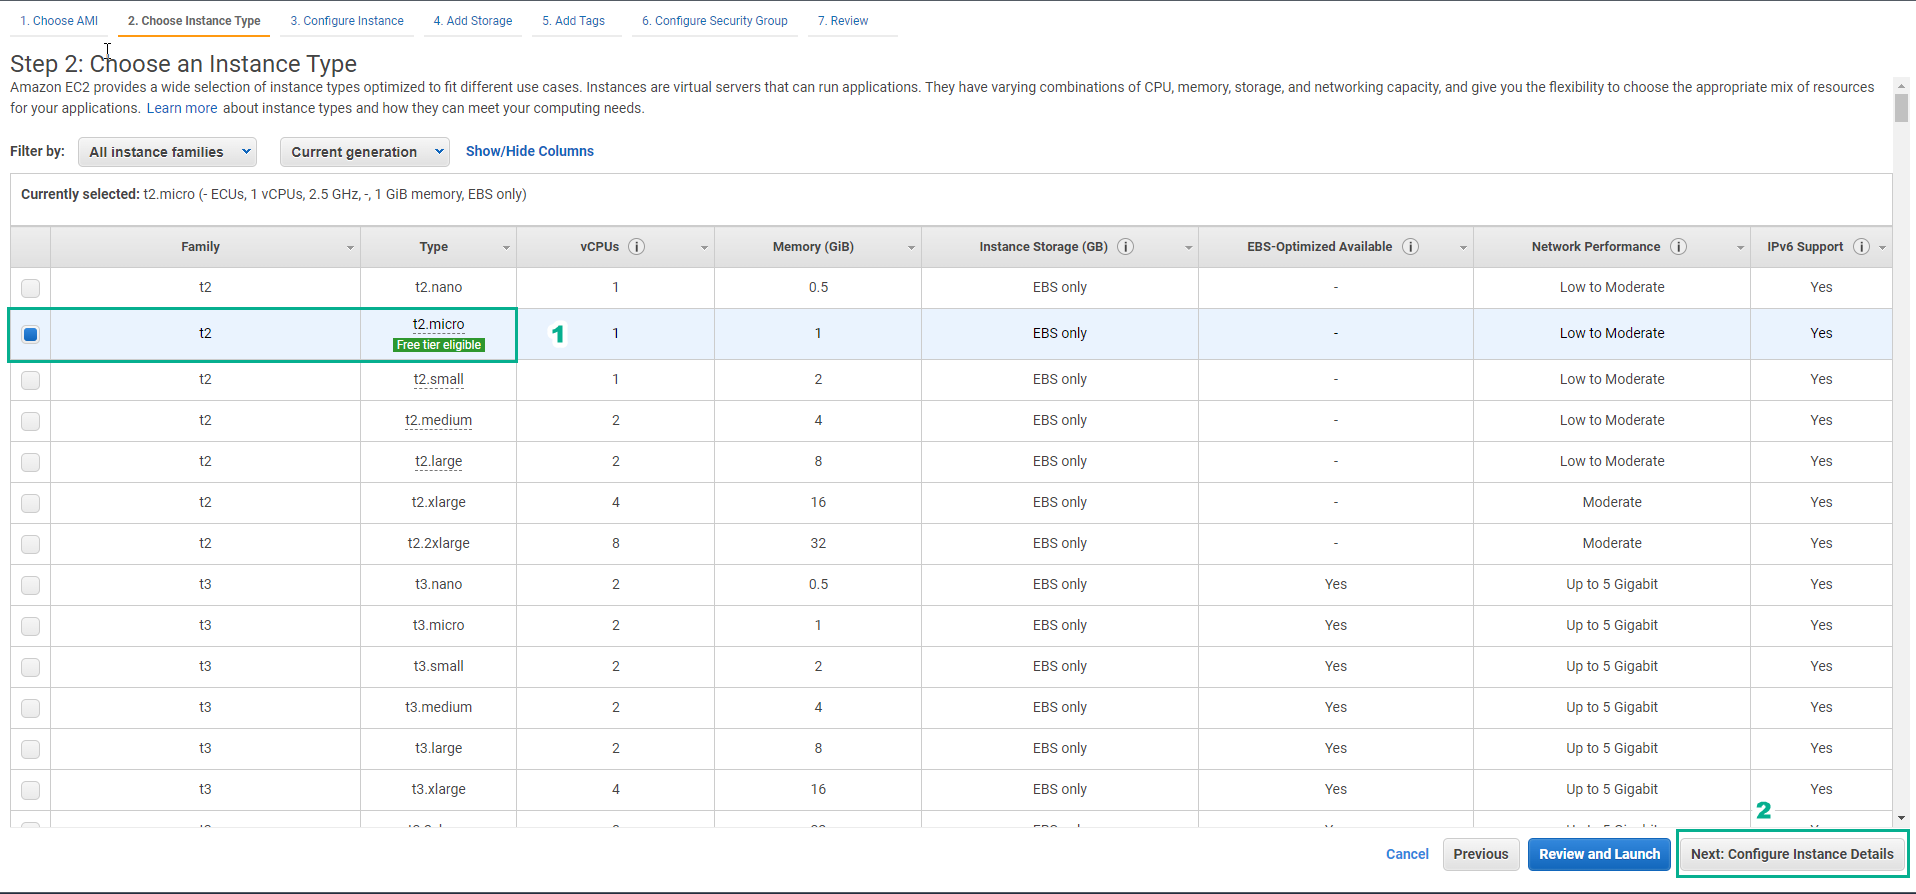 1. Choose AMI 2. Choose Instance Type 3. Configure Instance 4. Add Storage 5. Add Tags 6. Configure Security Group 7. Review
Step 2: Choose an Instance Type
Amazon EC2 provides a wide selection of instance types optimized to fit different use cases. Instances are virtual servers that can run applications. They have varying combinations of CPU, memory, storage, and networking capacity, and give you the flexibility to choose the appropriate mix of resources
for your applications. Learn more about instance types and how they can meet your computing needs.
Filter by: All instance families Current generation Show/Hide Columns
Currently selected: t2.micro (- ECUs, 1 vCPUs, 2.5 GHz, -, 1 GiB memory, EBS only)
Family Type vCPUs i Memory (GiB) Instance Storage (GB) i EBS-Optimized Available i Network Performance i IPv6 Support i
t2 t2.nano 1 0.5 EBS only - Low to Moderate Yes
t2 t2.micro Free tier eligible 1 1 1 EBS only - Low to Moderate Yes
t2 t2.small 1 2 EBS only - Low to Moderate Yes
t2 t2.medium 2 4 EBS only - Low to Moderate Yes
t2 t2.large 2 8 EBS only - Low to Moderate Yes
t2 t2.xlarge 4 16 EBS only - Moderate Yes
t2 t2.2xlarge 8 32 EBS only - Moderate Yes
t3 t3.nano 2 0.5 EBS only Yes Up to 5 Gigabit Yes
t3 t3.micro 2 1 EBS only Yes Up to 5 Gigabit Yes
t3 t3.small 2 2 EBS only Yes Up to 5 Gigabit Yes
t3 t3.medium 2 4 EBS only Yes Up to 5 Gigabit Yes
t3 t3.large 2 8 EBS only Yes Up to 5 Gigabit Yes
t3 t3.xlarge 4 16 EBS only Yes Up to 5 Gigabit Yes
2
Cancel Previous Review and Launch Next: Configure Instance Details